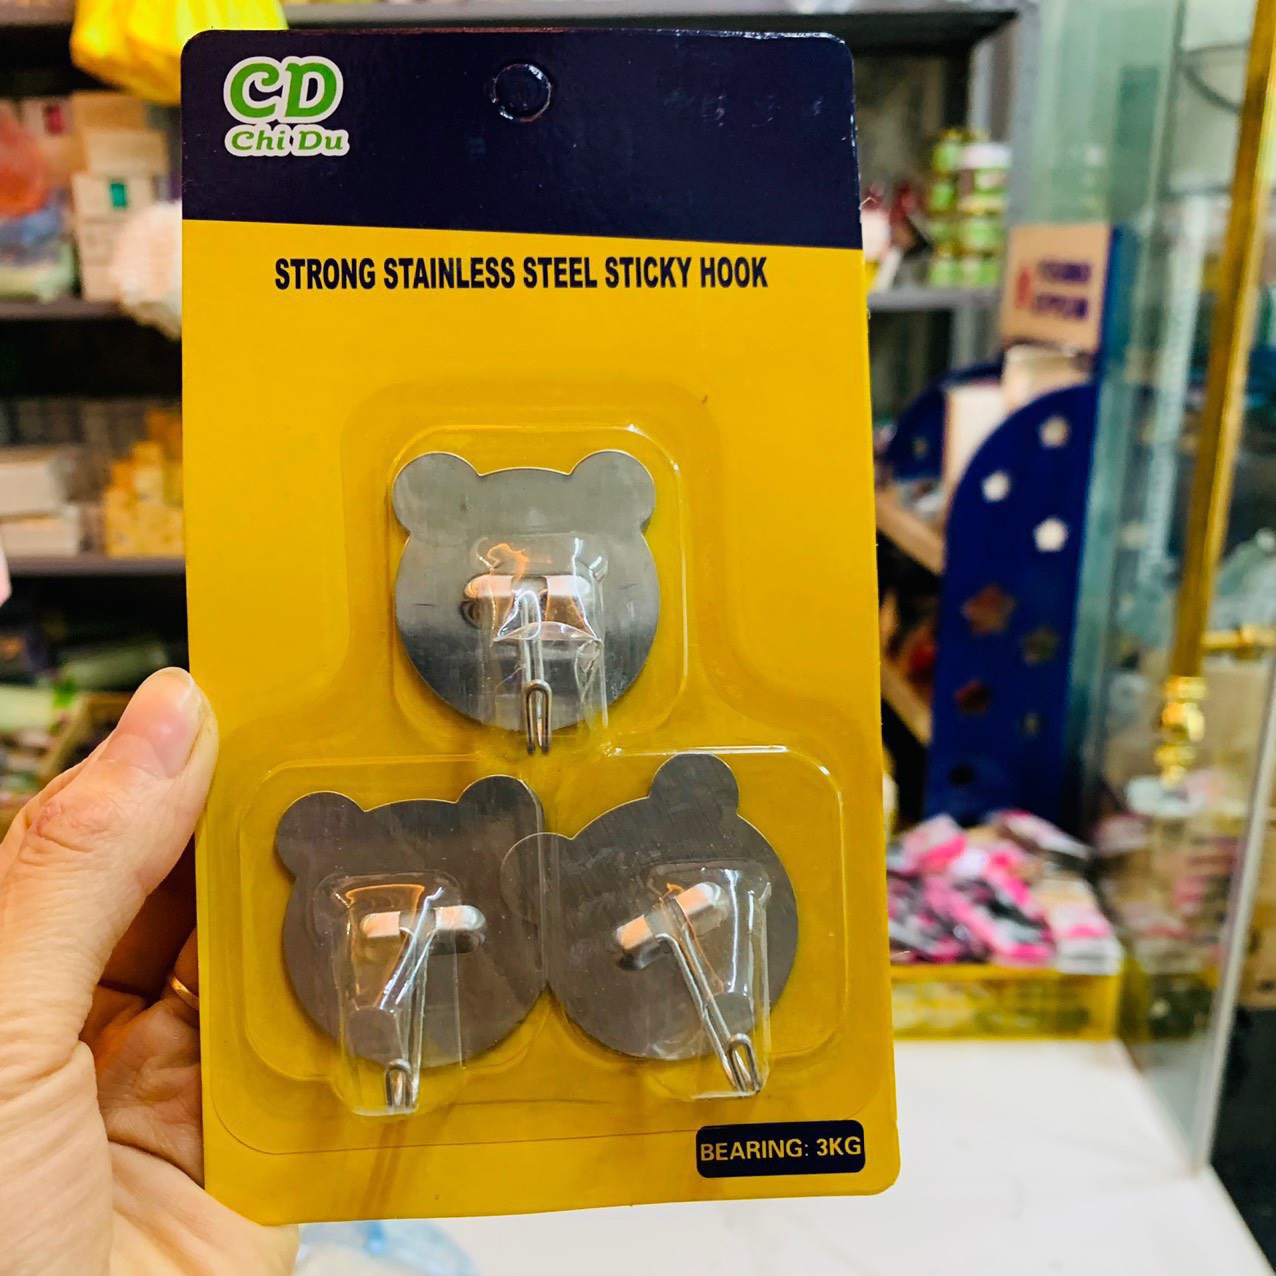 CD
Chi Du
STRONG STAINLESS STEEL STICKY HOOK
BEARING: 3KG